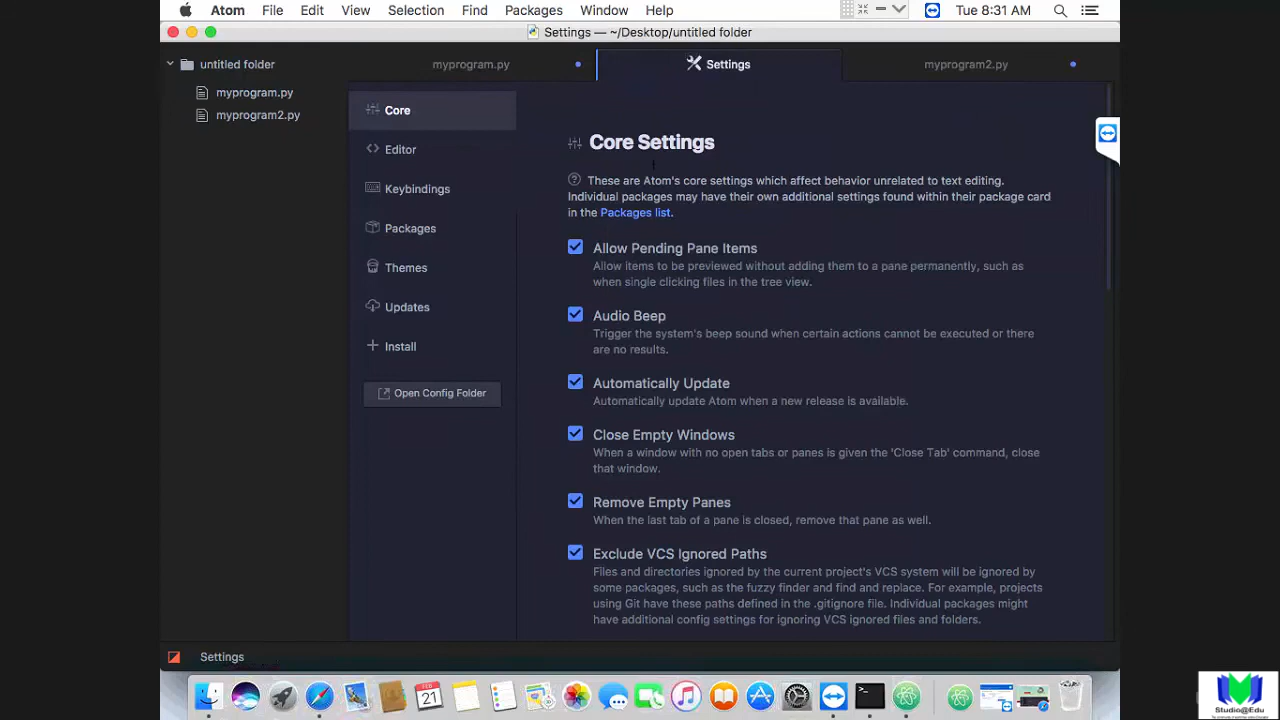 Atom File Edit View Selection Find Packages Window Help Tue 8:31 AM
Settings — ~/Desktop/untitled folder
untitled folder
myprogram.py
myprogram2.py
myprogram.py Settings myprogram2.py
Core
Editor
Keybindings
Packages
Themes
Updates
Install
Open Config Folder
Core Settings
These are Atom's core settings which affect behavior unrelated to text editing.
Individual packages may have their own additional settings found within their package card
in the Packages list.
Allow Pending Pane Items
Allow items to be previewed without adding them to a pane permanently, such as
when single clicking files in the tree view.
Audio Beep
Trigger the system's beep sound when certain actions cannot be executed or there
are no results.
Automatically Update
Automatically update Atom when a new release is available.
Close Empty Windows
When a window with no open tabs or panes is given the 'Close Tab' command, close
that window.
Remove Empty Panes
When the last tab of a pane is closed, remove that pane as well.
Exclude VCS Ignored Paths
Files and directories ignored by the current project's VCS system will be ignored by
some packages, such as the fuzzy finder and find and replace. For example, projects
using Git have these paths defined in the .gitignore file. Individual packages might
have additional config settings for ignoring VCS ignored files and folders.
Settings
FEB
21
Studio@Edu